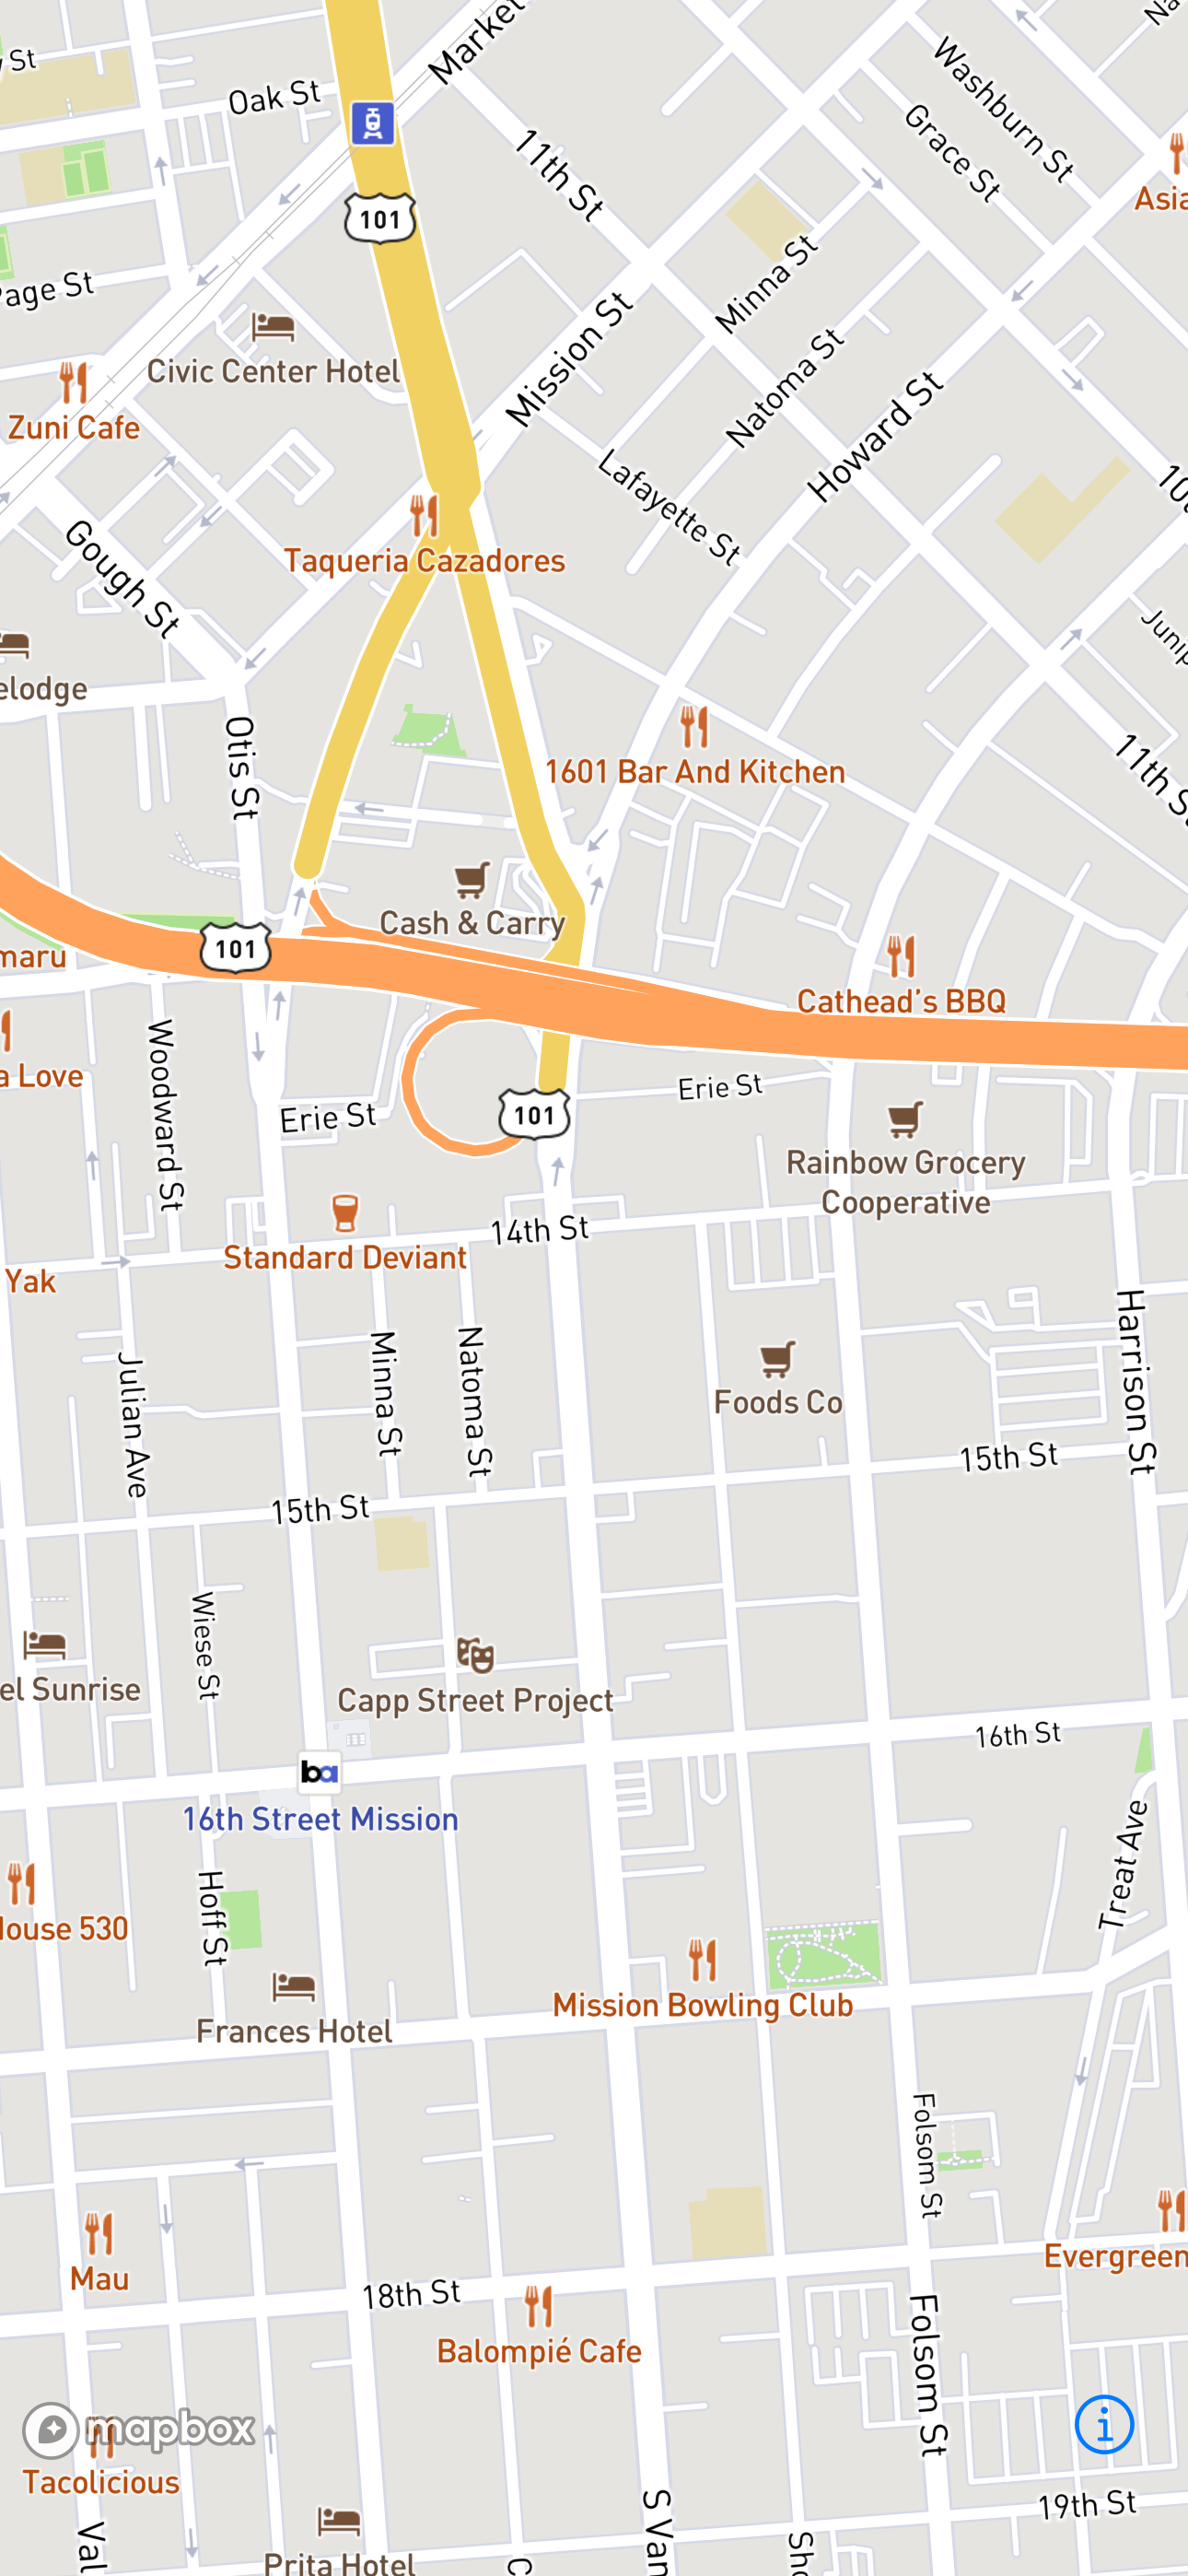 Market
Oak St
Washburn St
Grace St
11th St
101
Minna St
Page St
Mission St
Civic Center Hotel
Natoma St
Zuni Cafe
Howard St
Lafayette St
Taqueria Cazadores
Gough St
elodge
Otis St
1601 Bar And Kitchen
11th S
Cash & Carry
101
maru
Cathead's BBQ
Woodward St
a Love
Erie St
Erie St
101
Rainbow Grocery
Cooperative
14th St
Standard Deviant
Yak
Harrison St
Minna St
Natoma St
Julian Ave
Foods Co
15th St
15th St
Wiese St
el Sunrise
Capp Street Project
16th St
ba
16th Street Mission
Treat Ave
Hoff St
House 530
Mission Bowling Club
Frances Hotel
Folsom St
Evergreen
Mau
18th St
Balompié Cafe
Folsom St
mapbox
Tacolicious
19th St
Val
S Van
Prita Hotel
Sho
C